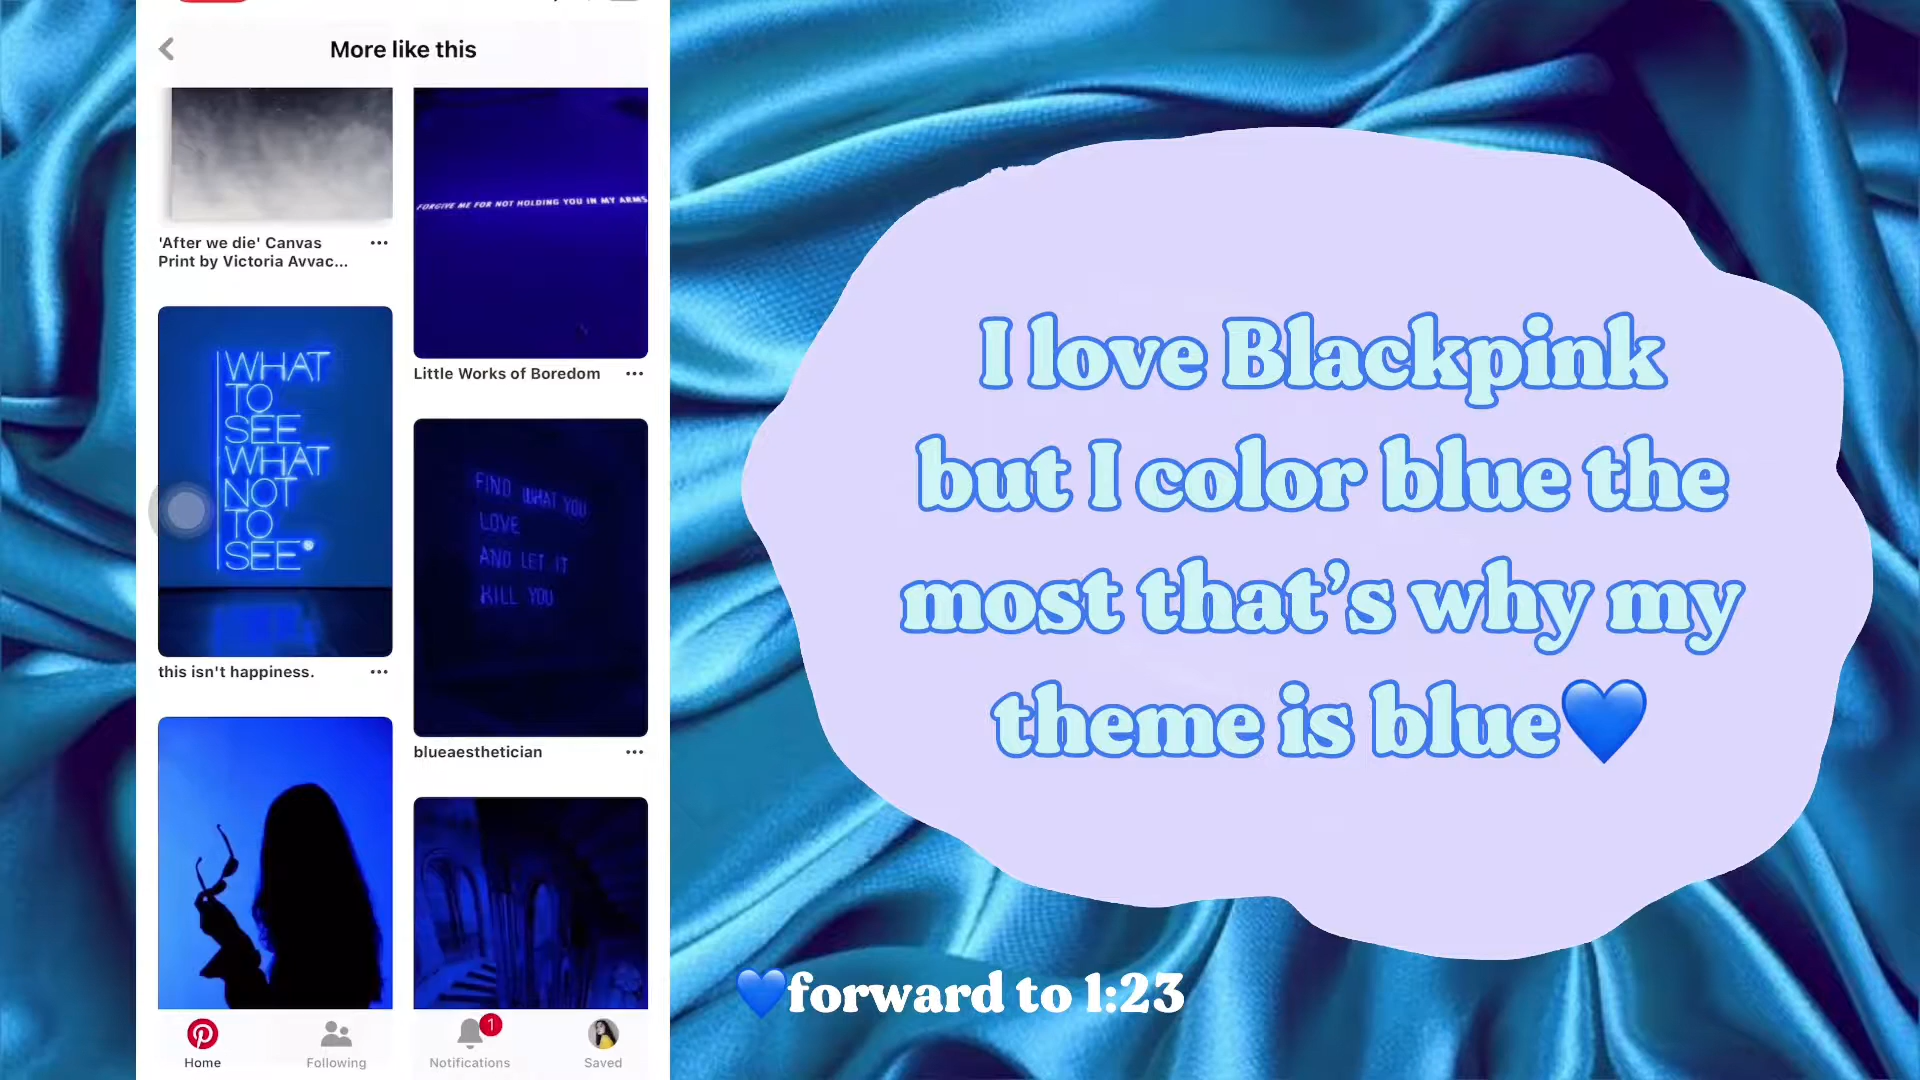 More like this
'After we die' Canvas
Print by Victoria Avvac...
FORGIVE ME FOR NOT HOLDING YOU IN MY ARMS
Little Works of Boredom
WHAT
TO
SEE
WHAT
NOT
TO
SEE
this isn't happiness.
FIND WHAT YOU
LOVE
AND LET IT
KILL YOU
blueaesthetician
Home
Following
1
Notifications
Saved
I love Blackpink
but I color blue the
most that's why my
theme is blue💙
💙forward to 1:23